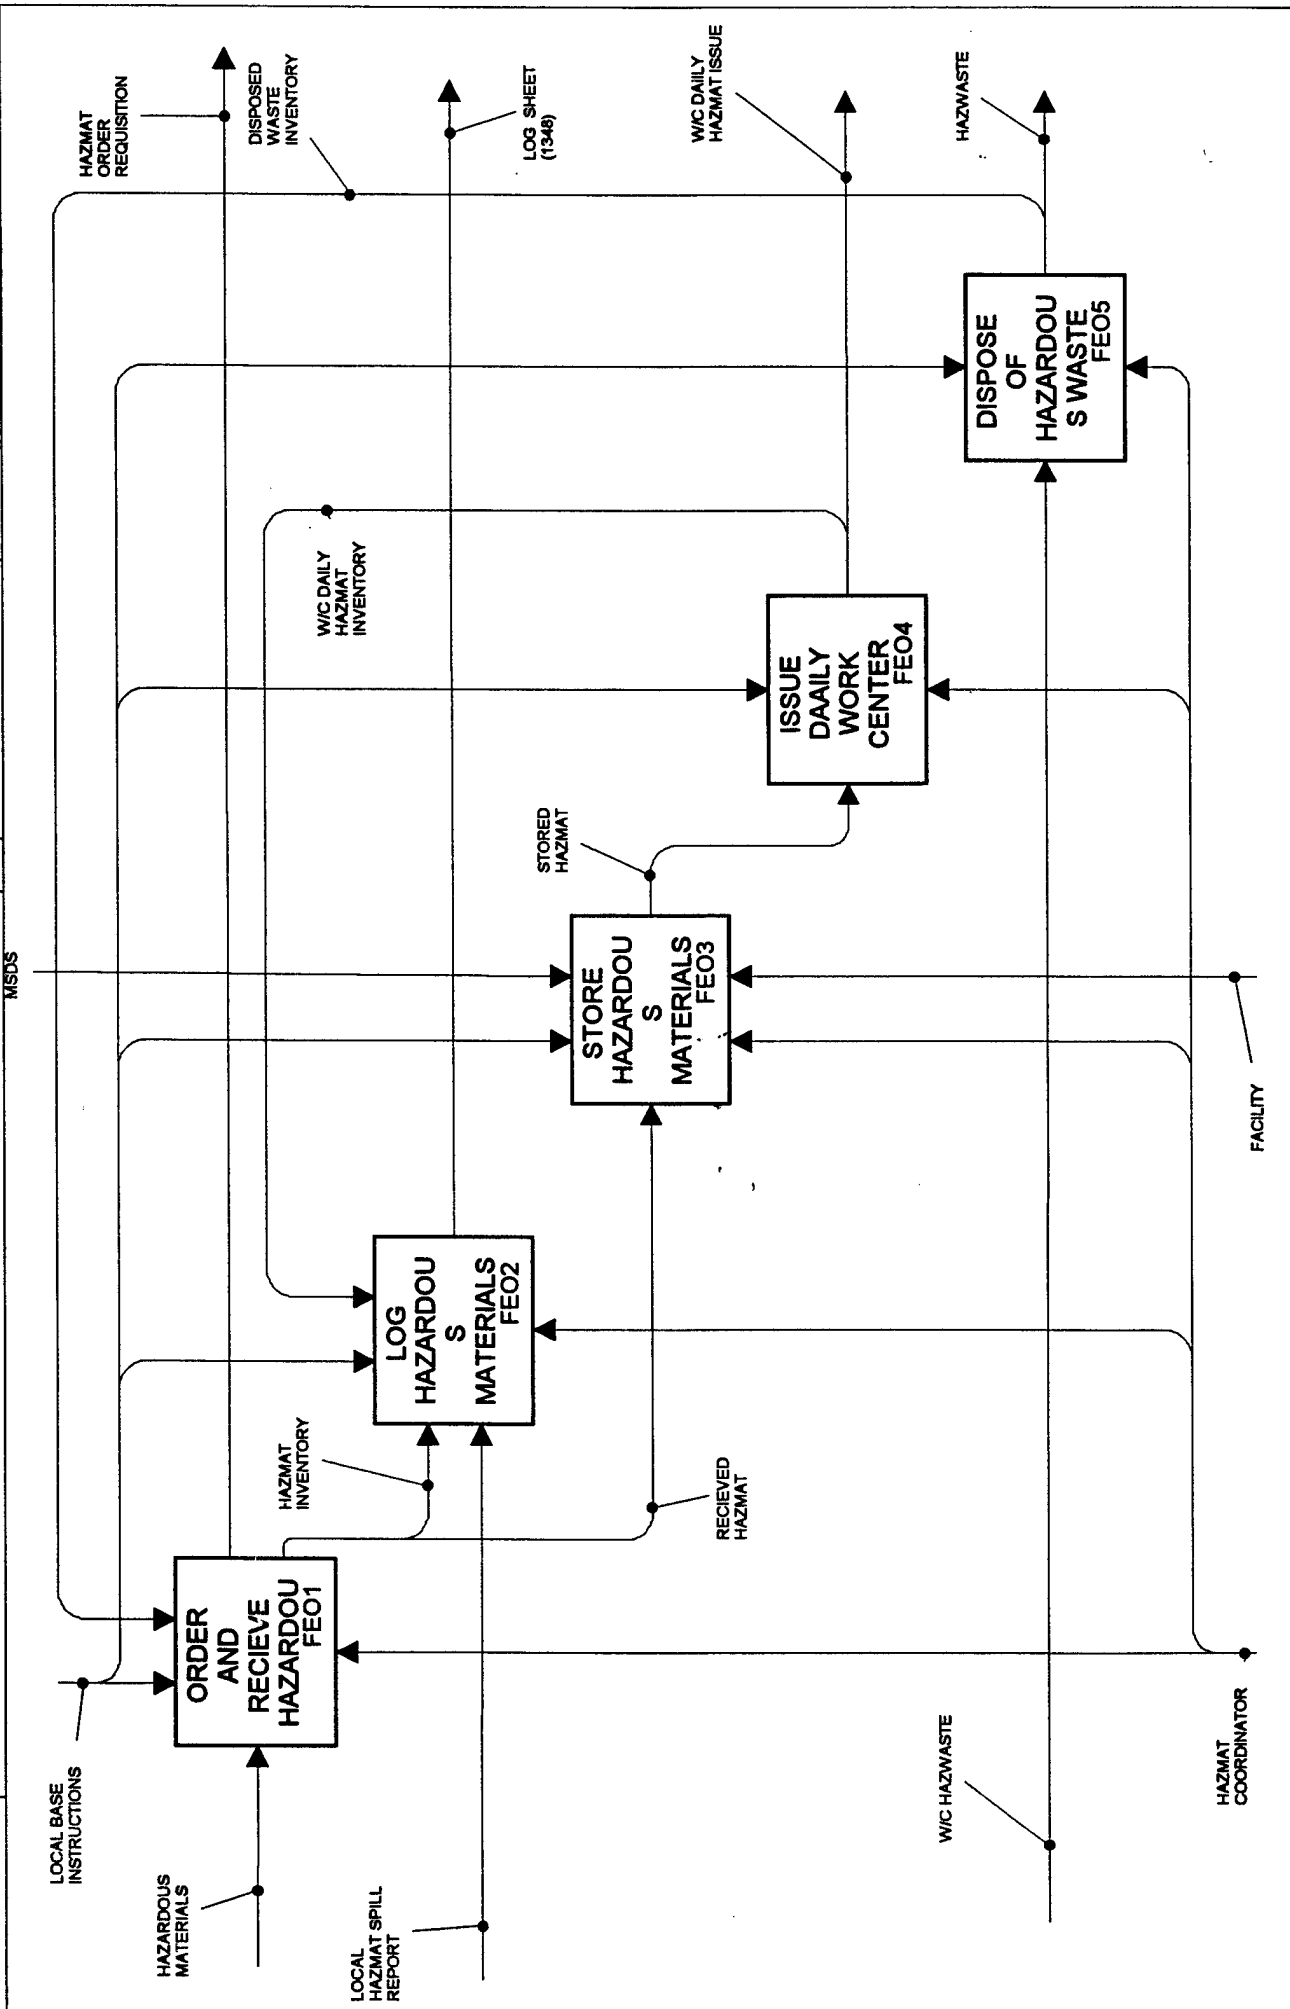 MSDS
LOCAL BASE
INSTRUCTIONS
HAZARDOUS
MATERIALS
LOCAL
HAZMAT SPILL
REPORT
W/C HAZWASTE
HAZMAT
COORDINATOR
FACILITY
ORDER
AND
RECIEVE
HAZARDOU
FEO1
HAZMAT
INVENTORY
RECIEVED
HAZMAT
LOG
HAZARDOU
S
MATERIALS
FEO2
STORE
HAZARDOU
S
MATERIALS
FEO3
STORED
HAZMAT
ISSUE
DAAILY
WORK
CENTER
FEO4
W/C DAILY
HAZMAT
INVENTORY
DISPOSE
OF
HAZARDOU
S WASTE
FEO5
HAZMAT
ORDER
REQUISITION
DISPOSED
WASTE
INVENTORY
LOG SHEET
(1348)
W/C DAIILY
HAZMAT ISSUE
HAZWASTE